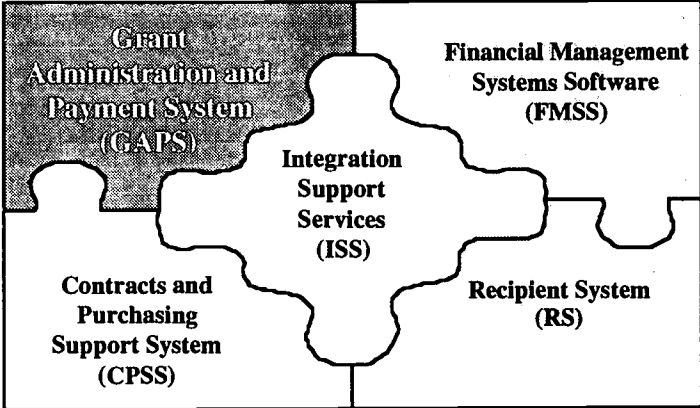 Grant
Administration and
Payment System
(GAPS)
Financial Management
Systems Software
(FMSS)
Integration
Support
Services
(ISS)
Contracts and
Purchasing
Support System
(CPSS)
Recipient System
(RS)